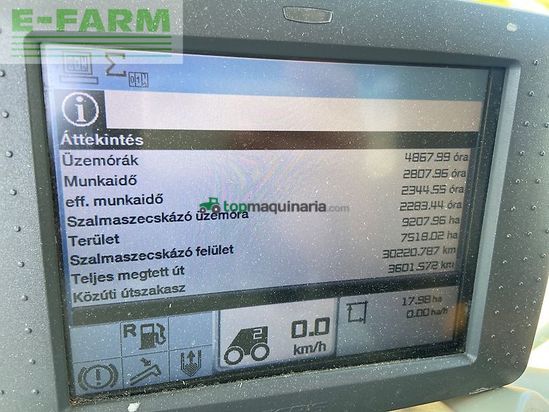 E-FARM
Áttekintés
Üzemórák 4867.99 óra
Munkaidő 2807.96 óra
eff. munkaidő 2344.55 óra
Szalmaszecskázó üzemóra 2283.44 óra
Terület 9207.96 ha
Szalmaszecskázó felület 7518.02 ha
Teljes megtett út 30220.787 km
Közúti útszakasz 3601.572 km
topmaquinaria.com
R
2
0.0
km/h
17.98 ha
0.00 ha/h